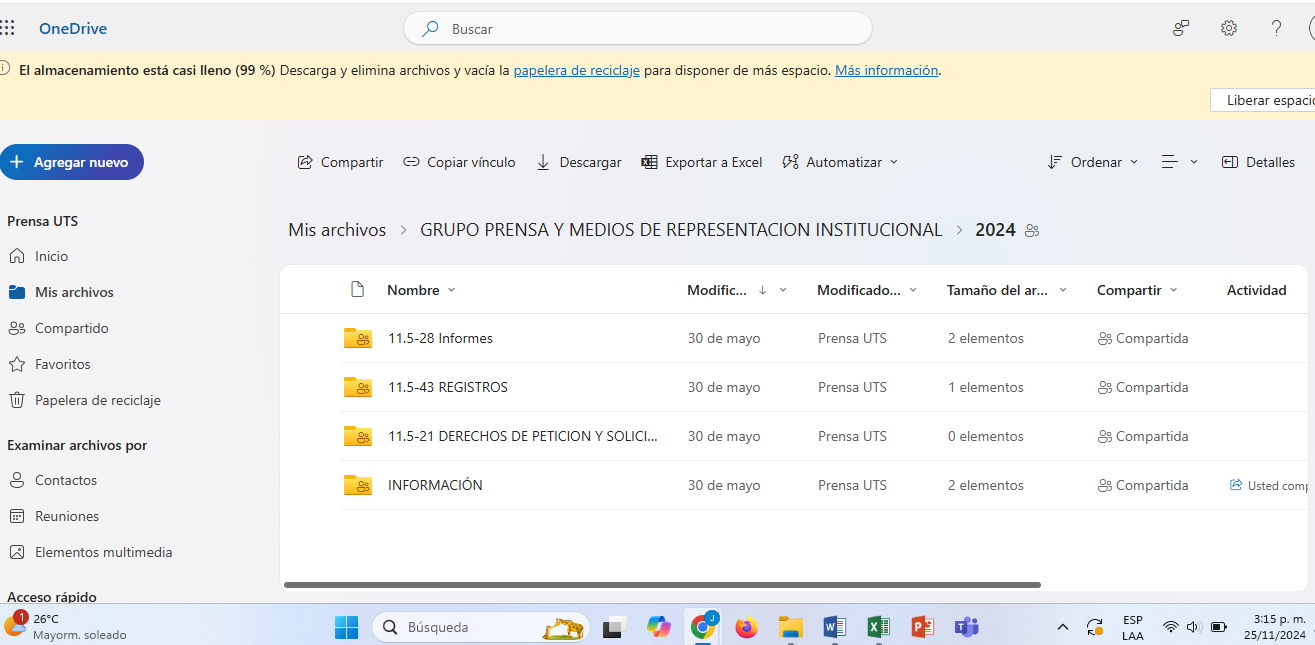 OneDrive
Buscar
El almacenamiento está casi lleno (99 %) Descarga y elimina archivos y vacía la papelera de reciclaje para disponer de más espacio. Más información.
Liberar espacio
Agregar nuevo
Compartir Copiar vínculo Descargar Exportar a Excel Automatizar Ordenar Detalles
Prensa UTS
Inicio
Mis archivos
Compartido
Favoritos
Papelera de reciclaje
Examinar archivos por
Contactos
Reuniones
Elementos multimedia
Acceso rápido
Mis archivos > GRUPO PRENSA Y MEDIOS DE REPRESENTACION INSTITUCIONAL > 2024
Nombre Modific... Modificado... Tamaño del ar... Compartir Actividad
11.5-28 Informes 30 de mayo Prensa UTS 2 elementos Compartida
11.5-43 REGISTROS 30 de mayo Prensa UTS 1 elementos Compartida
11.5-21 DERECHOS DE PETICION Y SOLICI... 30 de mayo Prensa UTS 0 elementos Compartida
INFORMACIÓN 30 de mayo Prensa UTS 2 elementos Compartida Usted comp
1 26°C
Mayorm. soleado
Búsqueda
J
ESP
LAA
3:15 p. m.
25/11/2024